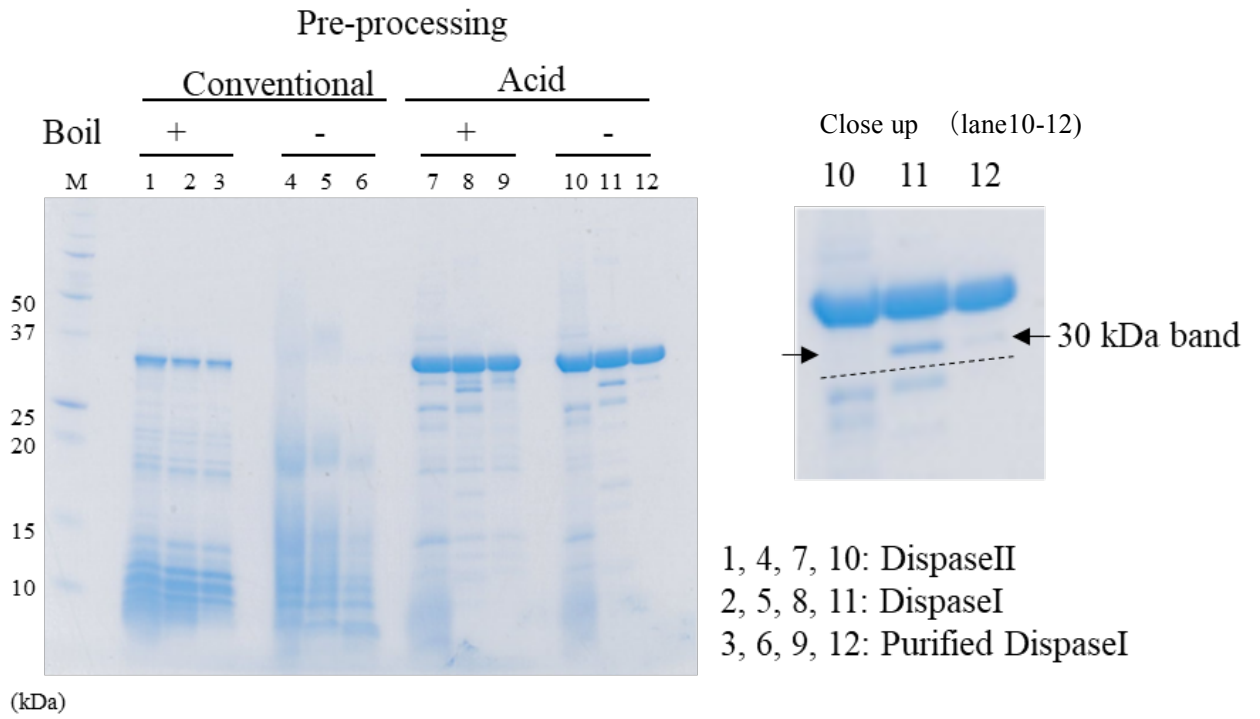 Pre-processing
Conventional Acid
Boil + - + -
M 1 2 3 4 5 6 7 8 9 10 11 12
50
37
25
20
15
10
(kDa)
Close up （lane10-12)
10 11 12
30 kDa band
1, 4, 7, 10: DispaseII
2, 5, 8, 11: DispaseI
3, 6, 9, 12: Purified DispaseI